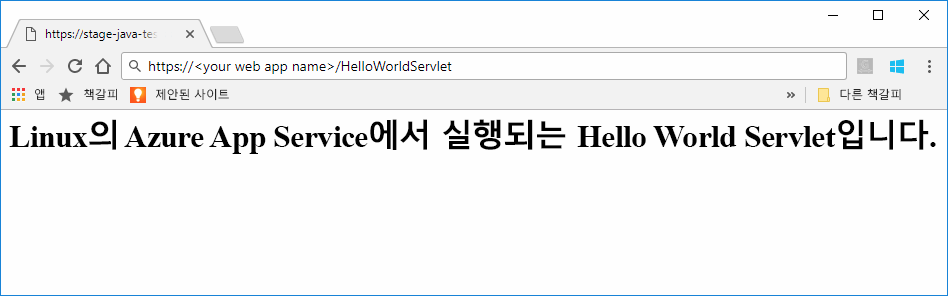 https://stage-java-tes
https://<your web app name>/HelloWorldServlet
앱 책갈피 제안된 사이트 » 다른 책갈피
Linux의 Azure App Service에서 실행되는 Hello World Servlet입니다.